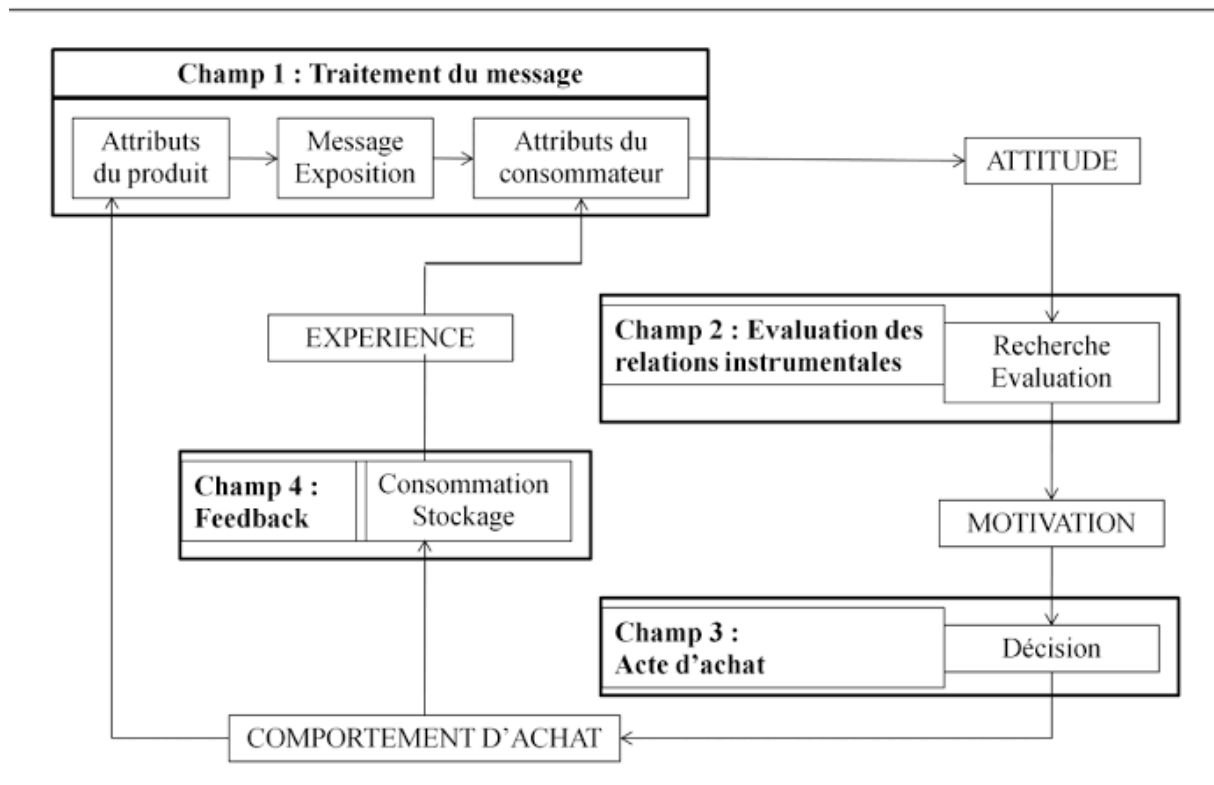 Champ 1 : Traitement du message
Attributs
du produit
Message
Exposition
Attributs du
consommateur
ATTITUDE
EXPERIENCE
Champ 2 : Evaluation des
relations instrumentales
Recherche
Evaluation
Champ 4 :
Feedback
Consommation
Stockage
MOTIVATION
Champ 3 :
Acte d'achat
Décision
COMPORTEMENT D'ACHAT